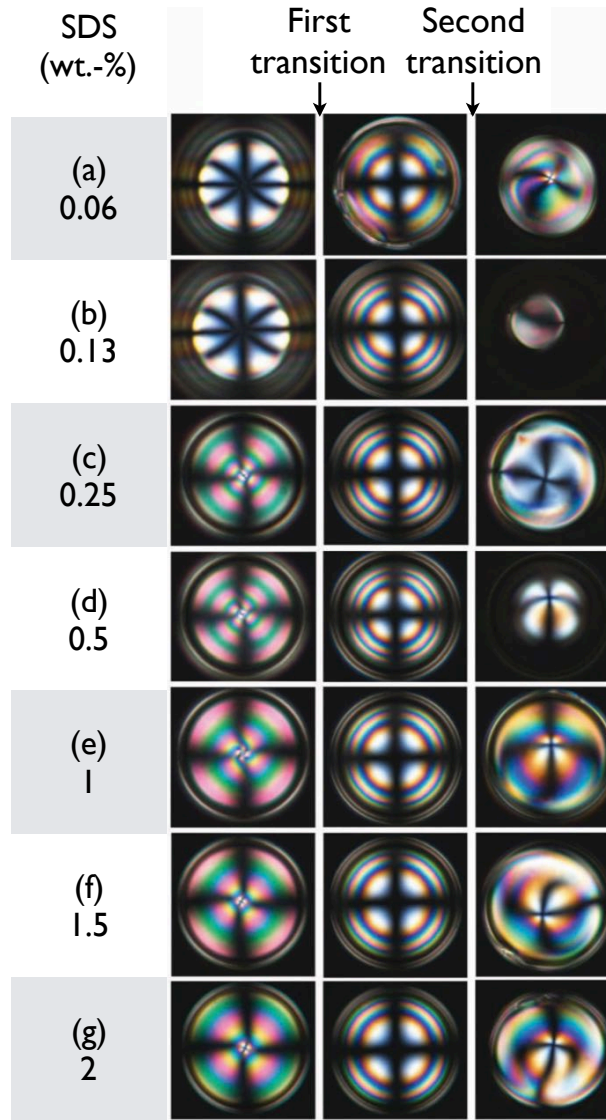 SDS
(wt.-%)
First
transition
Second
transition
(a)
0.06
(b)
0.13
(c)
0.25
(d)
0.5
(e)
1
(f)
1.5
(g)
2